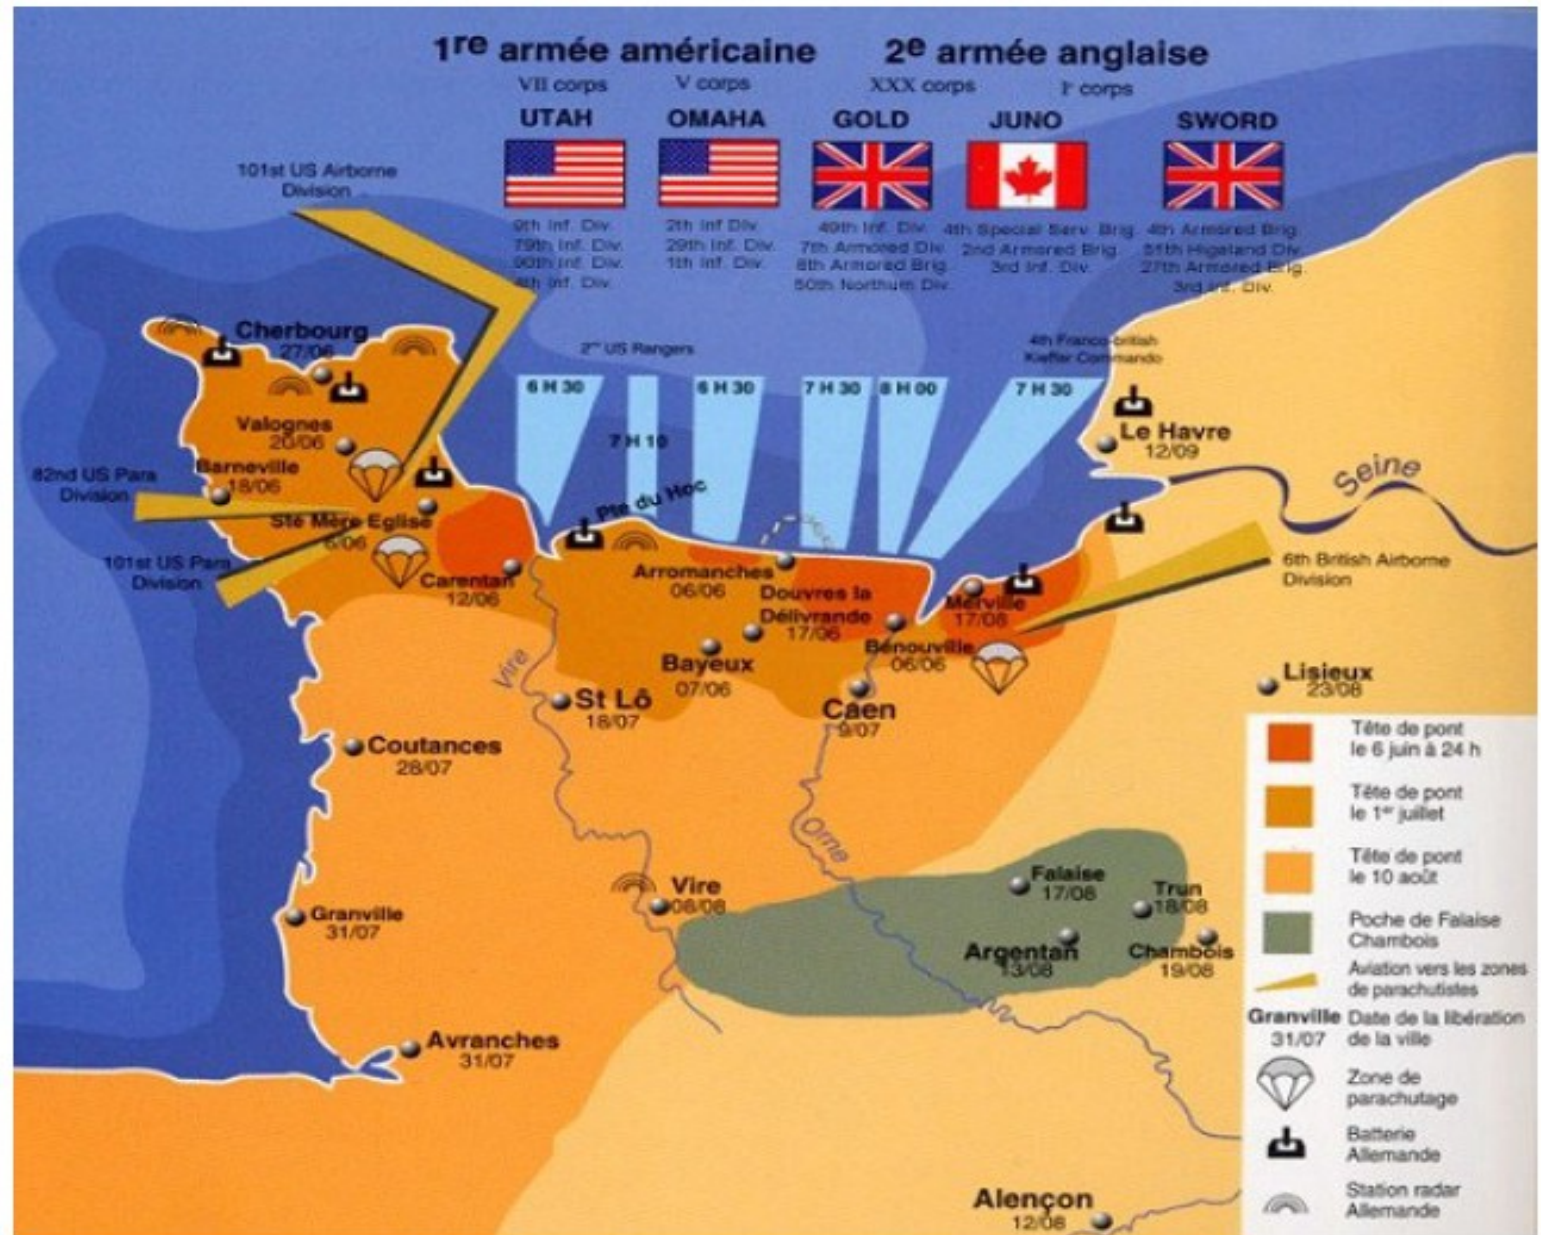 1re armée américaine
2e armée anglaise
VII corps
V corps
XXX corps
Ir corps
UTAH
OMAHA
GOLD
JUNO
SWORD
9th Inf. Div.
79th Inf. Div.
90th Inf. Div.
4th Inf. Div.
2th Inf Div.
29th Inf. Div.
1th Inf. Div.
49th Inf. Div.
7th Armored Div.
8th Armored Brig.
50th Northum Div.
4th Special Serv. Brig.
2nd Armored Brig.
3rd Inf. Div.
4th Armored Brig.
51th Higeland Div.
27th Armored Brig.
3rd Inf. Div.
101st US Airborne
Division
2nd US Rangers
4th Franco-british
Kieffer Commando
6 H 30
7 H 10
6 H 30
7 H 30
8 H 00
7 H 30
Cherbourg
27/06
Valognes
20/06
Barneville
18/06
82nd US Para
Division
Ste Mère Eglise
6/06
101st US Para
Division
Carentan
12/06
Pte du Hoc
Arromanches
06/06
Douvres la
Délivrande
17/06
Bayeux
07/06
Bénouville
06/06
Merville
17/08
Le Havre
12/09
Seine
6th British Airborne
Division
Lisieux
23/08
Vire
St Lô
18/07
Caen
9/07
Coutances
28/07
Orne
Vire
08/08
Falaise
17/08
Trun
18/08
Argentan
13/08
Chambois
19/08
Granville
31/07
Avranches
31/07
Alençon
12/08
Tête de pont
le 6 juin à 24 h
Tête de pont
le 1er juillet
Tête de pont
le 10 août
Poche de Falaise
Chambois
Aviation vers les zones
de parachutistes
Granville Date de la libération
31/07 de la ville
Zone de
parachutage
Batterie
Allemande
Station radar
Allemande